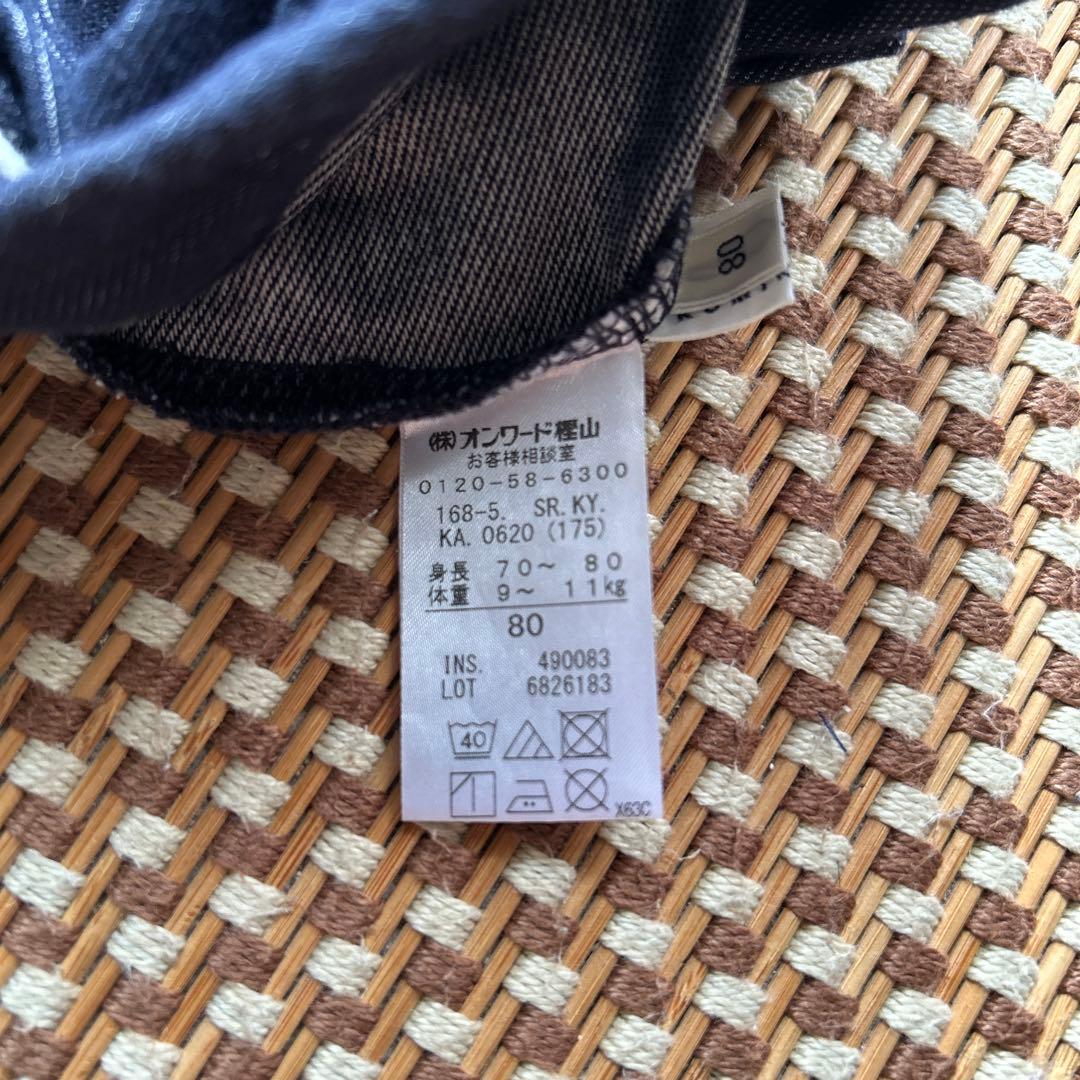 80
(株)オンワード樫山
お客様相談室
0120-58-6300
168-5. SR. KY.
KA. 0620 (175)
身長 70〜 80
体重 9〜 11kg
80
INS. 490083
LOT 6826183
40
X63C